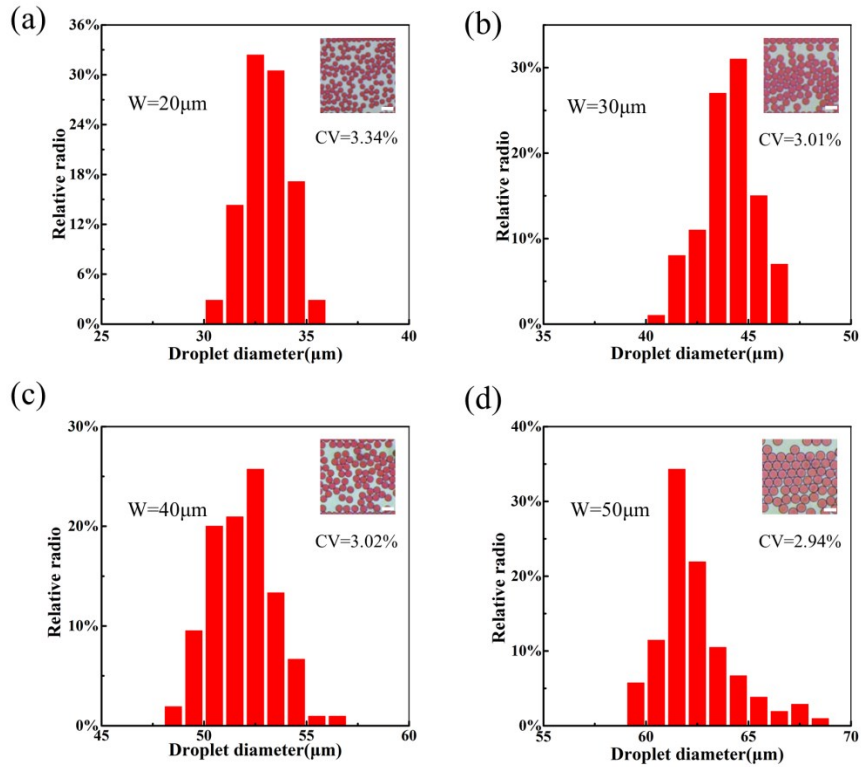 (a)
36%
30%
24%
18%
12%
6%
0%
Relative radio
W=20μm
CV=3.34%
25
30
35
40
Droplet diameter(μm)
(b)
30%
20%
10%
0%
Relative radio
W=30μm
CV=3.01%
35
40
45
50
Droplet diameter(μm)
(c)
30%
20%
10%
0%
Relative radio
W=40μm
CV=3.02%
45
50
55
60
Droplet diameter(μm)
(d)
40%
30%
20%
10%
0%
Relative radio
W=50μm
CV=2.94%
55
60
65
70
Droplet diameter(μm)